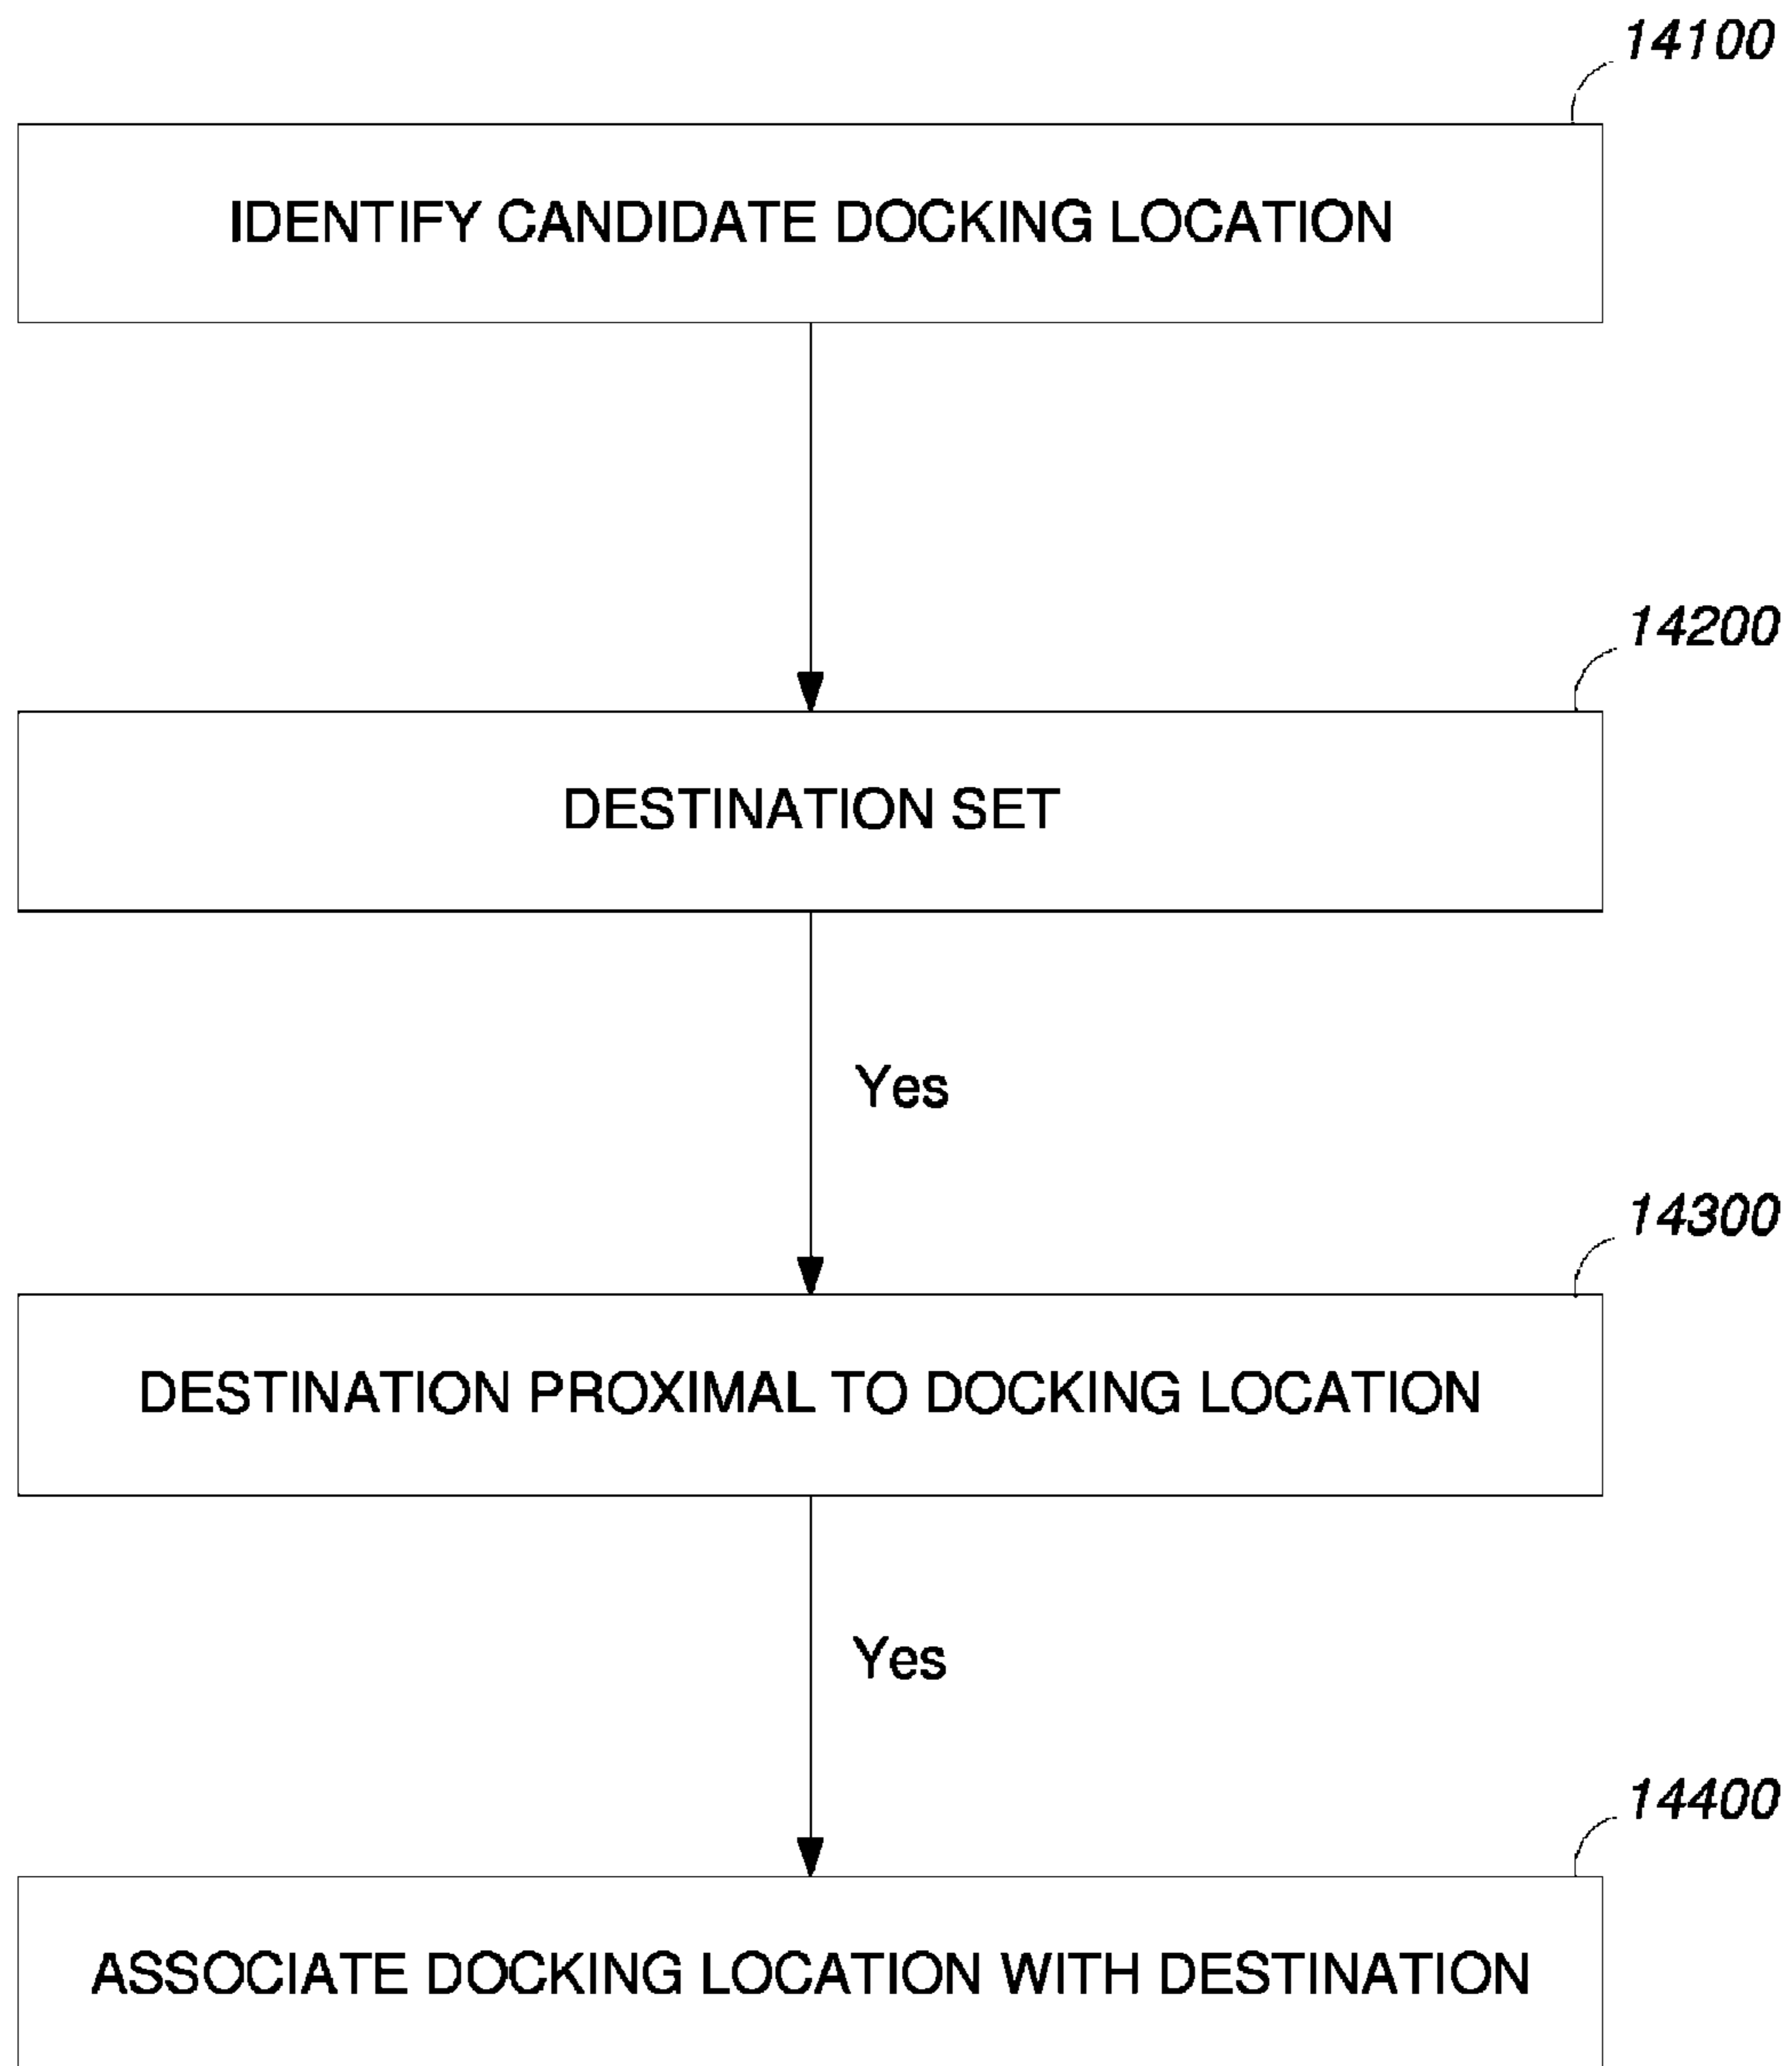 14100
IDENTIFY CANDIDATE DOCKING LOCATION
14200
DESTINATION SET
Yes
14300
DESTINATION PROXIMAL TO DOCKING LOCATION
Yes
14400
ASSOCIATE DOCKING LOCATION WITH DESTINATION